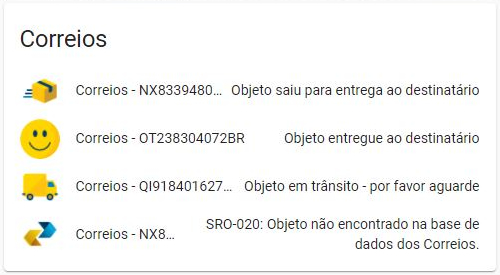 Correios
Correios - NX8339480... Objeto saiu para entrega ao destinatário
Correios - OT238304072BR Objeto entregue ao destinatário
Correios - QI918401627... Objeto em trânsito - por favor aguarde
Correios - NX8... SRO-020: Objeto não encontrado na base de
dados dos Correios.